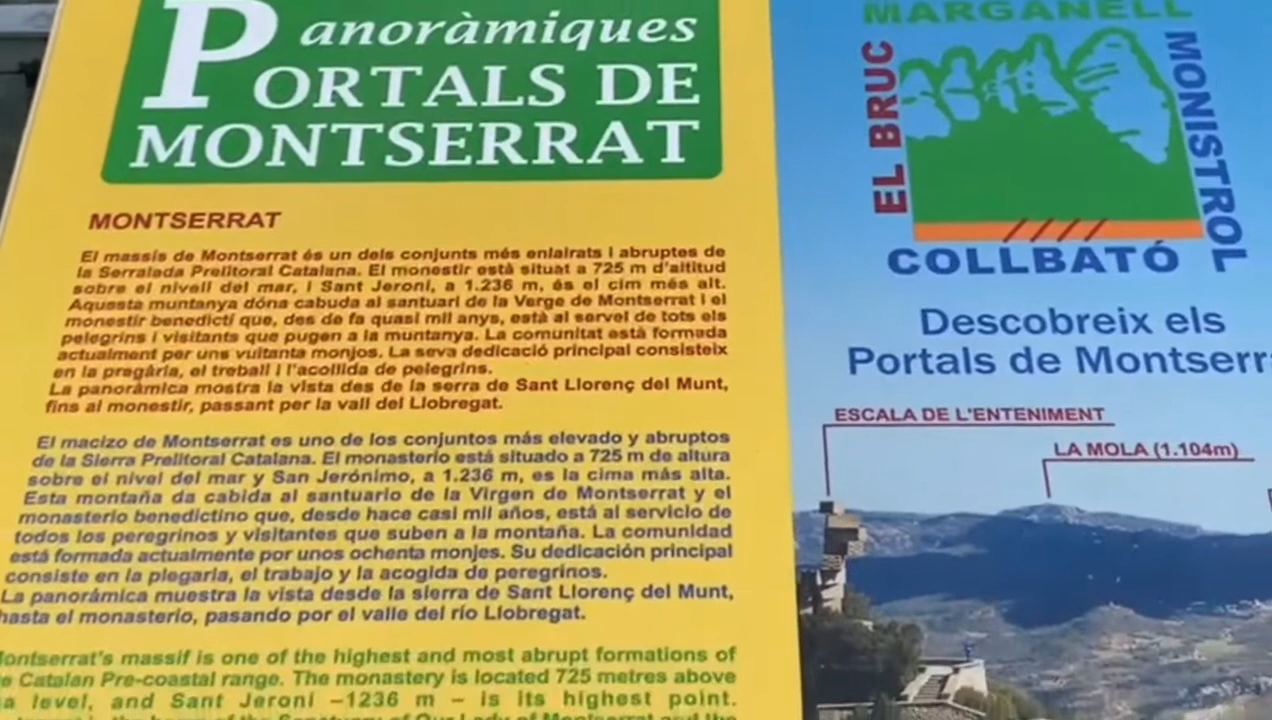 Panoràmiques
PORTALS DE
MONTSERRAT
MONTSERRAT
El massís de Montserrat és un dels conjunts més enlairats i abruptes de
la Serralada Prelitoral Catalana. El monestir està situat a 725 m d'altitud
sobre el nivell del mar, i Sant Jeroni, a 1.236 m, és el cim més alt.
Aquesta muntanya dóna cabuda al santuari de la Verge de Montserrat i el
monestir benedictí que, des de fa quasi mil anys, està al servei de tots els
pelegrins i visitants que pugen a la muntanya. La comunitat està formada
actualment per uns vuitanta monjos. La seva dedicació principal consisteix
en la pregària, el treball i l'acollida de pelegrins.
La panoràmica mostra la vista des de la serra de Sant Llorenç del Munt,
fins al monestir, passant per la vall del Llobregat.
El macizo de Montserrat es uno de los conjuntos más elevado y abruptos
de la Sierra Prelitoral Catalana. El monasterio está situado a 725 m de altura
sobre el nivel del mar y San Jerónimo, a 1.236 m, es la cima más alta.
Esta montaña da cabida al santuario de la Virgen de Montserrat y el
monasterio benedictino que, desde hace casi mil años, está al servicio de
todos los peregrinos y visitantes que suben a la montaña. La comunidad
está formada actualmente por unos ochenta monjes. Su dedicación principal
consiste en la plegaria, el trabajo y la acogida de peregrinos.
La panorámica muestra la vista desde la sierra de Sant Llorenç del Munt,
hasta el monasterio, pasando por el valle del río Llobregat.
ontserrat's massif is one of the highest and most abrupt formations of
e Catalan Pre-coastal range. The monastery is located 725 metres above
a level, and Sant Jeroni –1236 m – is its highest point.
is the home of the Sanctuary of Our Lady of Montserrat and the
MARGANELL
EL BRUC
MONISTROL
COLLBATÓ
Descobreix els
Portals de Montserr
ESCALA DE L'ENTENIMENT
LA MOLA (1.104m)